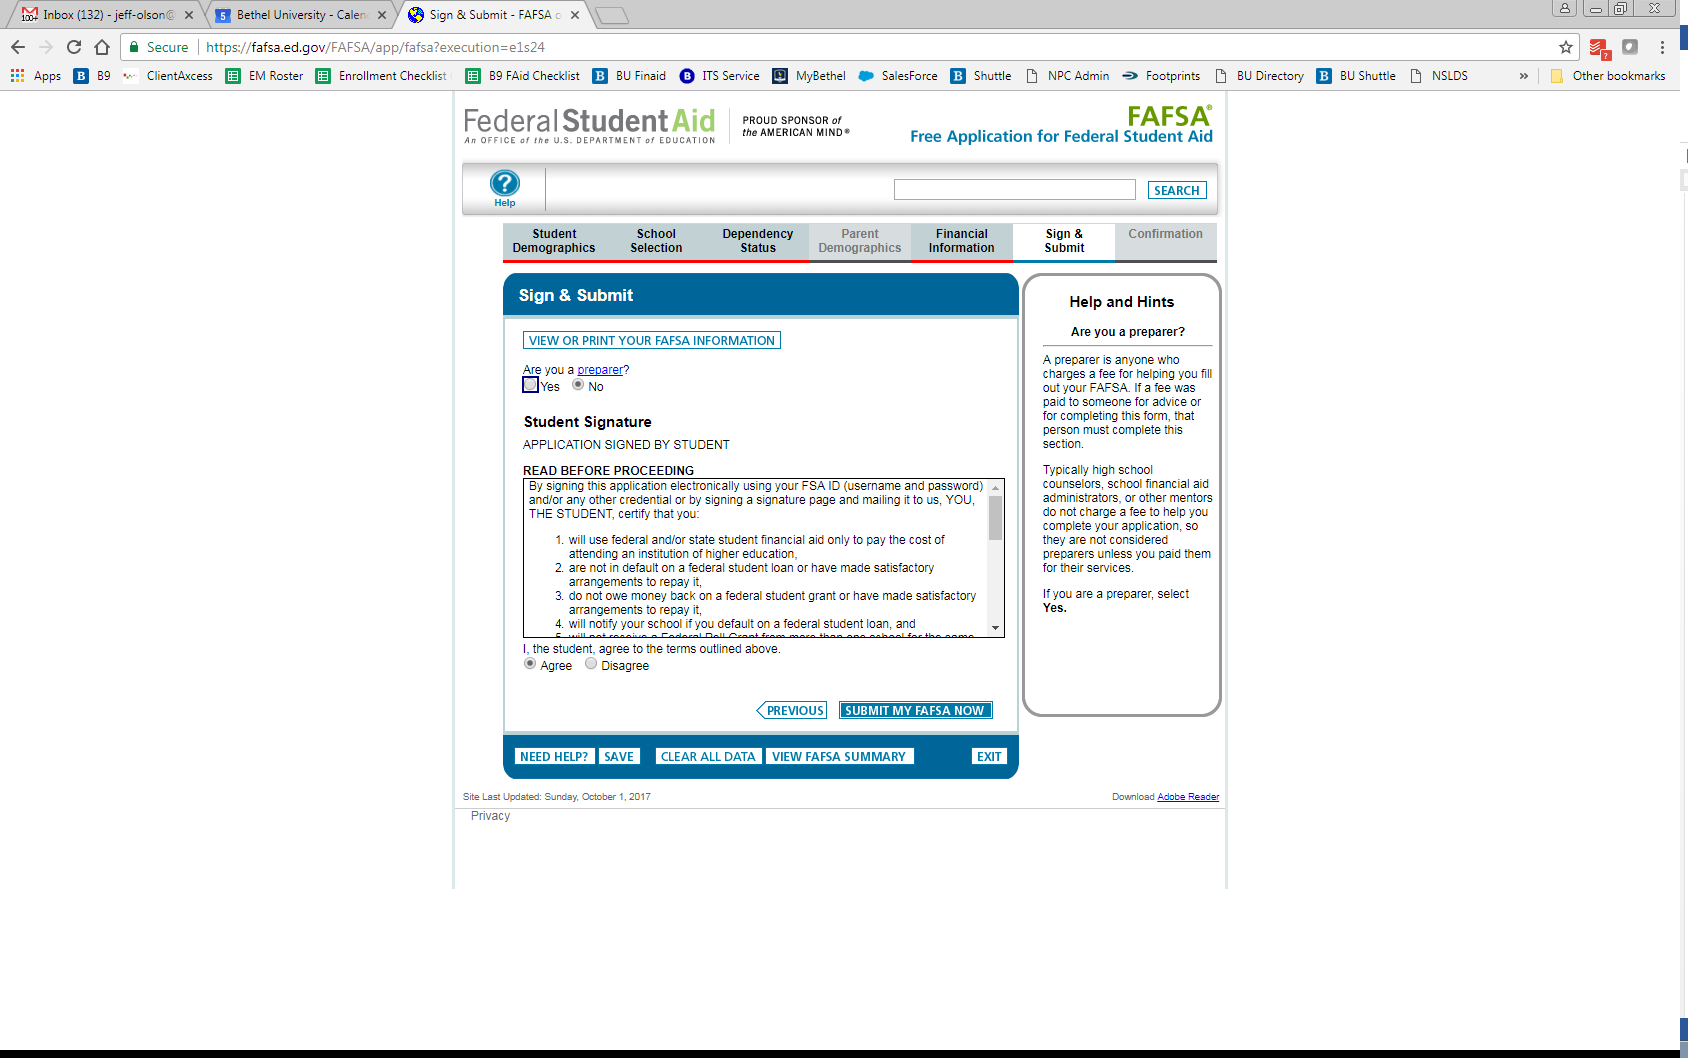 Inbox (132) - jeff-olson@
Bethel University - Calen
Sign & Submit - FAFSA o
Secure
https://fafsa.ed.gov/FAFSA/app/fafsa?execution=e1s24
Apps
B9
ClientAxcess
EM Roster
Enrollment Checklist
B9 FAid Checklist
BU Finaid
ITS Service
MyBethel
SalesForce
Shuttle
NPC Admin
Footprints
BU Directory
BU Shuttle
NSLDS
»
Other bookmarks
Federal Student Aid
An OFFICE of the U.S. DEPARTMENT of EDUCATION
PROUD SPONSOR of
the AMERICAN MIND®
FAFSA®
Free Application for Federal Student Aid
Help
SEARCH
Student Demographics
School Selection
Dependency Status
Parent Demographics
Financial Information
Sign & Submit
Confirmation
Sign & Submit
VIEW OR PRINT YOUR FAFSA INFORMATION
Are you a preparer?
Yes No
Student Signature
APPLICATION SIGNED BY STUDENT
READ BEFORE PROCEEDING
By signing this application electronically using your FSA ID (username and password)
and/or any other credential or by signing a signature page and mailing it to us, YOU,
THE STUDENT, certify that you:
1. will use federal and/or state student financial aid only to pay the cost of
attending an institution of higher education,
2. are not in default on a federal student loan or have made satisfactory
arrangements to repay it,
3. do not owe money back on a federal student grant or have made satisfactory
arrangements to repay it,
4. will notify your school if you default on a federal student loan, and
5. will not receive a Federal Pell Grant from more than one school for the same
I, the student, agree to the terms outlined above.
Agree Disagree
PREVIOUS
SUBMIT MY FAFSA NOW
NEED HELP?
SAVE
CLEAR ALL DATA
VIEW FAFSA SUMMARY
EXIT
Help and Hints
Are you a preparer?
A preparer is anyone who
charges a fee for helping you fill
out your FAFSA. If a fee was
paid to someone for advice or
for completing this form, that
person must complete this
section.
Typically high school
counselors, school financial aid
administrators, or other mentors
do not charge a fee to help you
complete your application, so
they are not considered
preparers unless you paid them
for their services.
If you are a preparer, select
Yes.
Site Last Updated: Sunday, October 1, 2017
Download Adobe Reader
Privacy